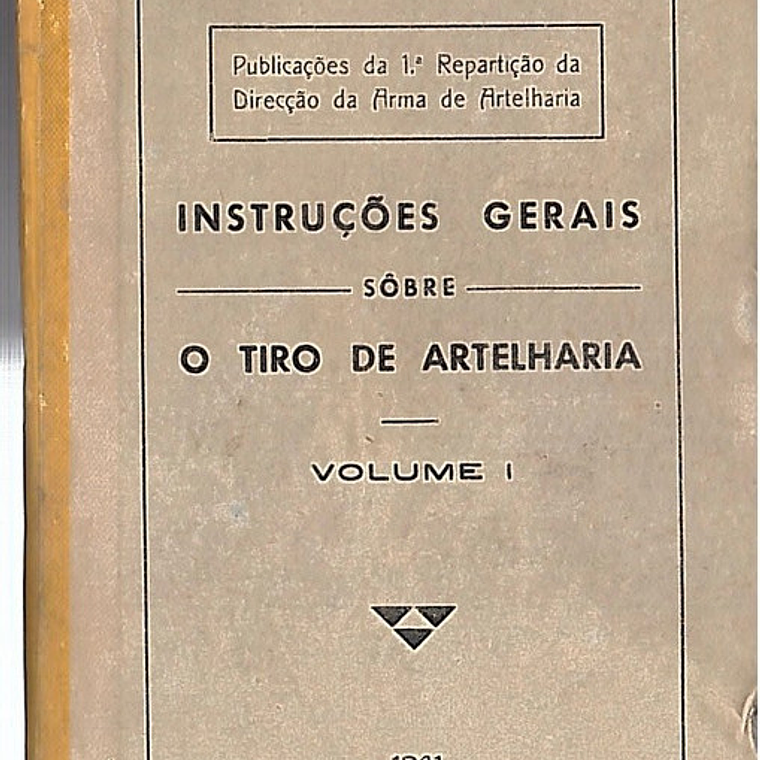 Publicações da 1.ª Repartição da
Direcção da Arma de Artelharia
INSTRUÇÕES GERAIS
SÔBRE
O TIRO DE ARTELHARIA
VOLUME I